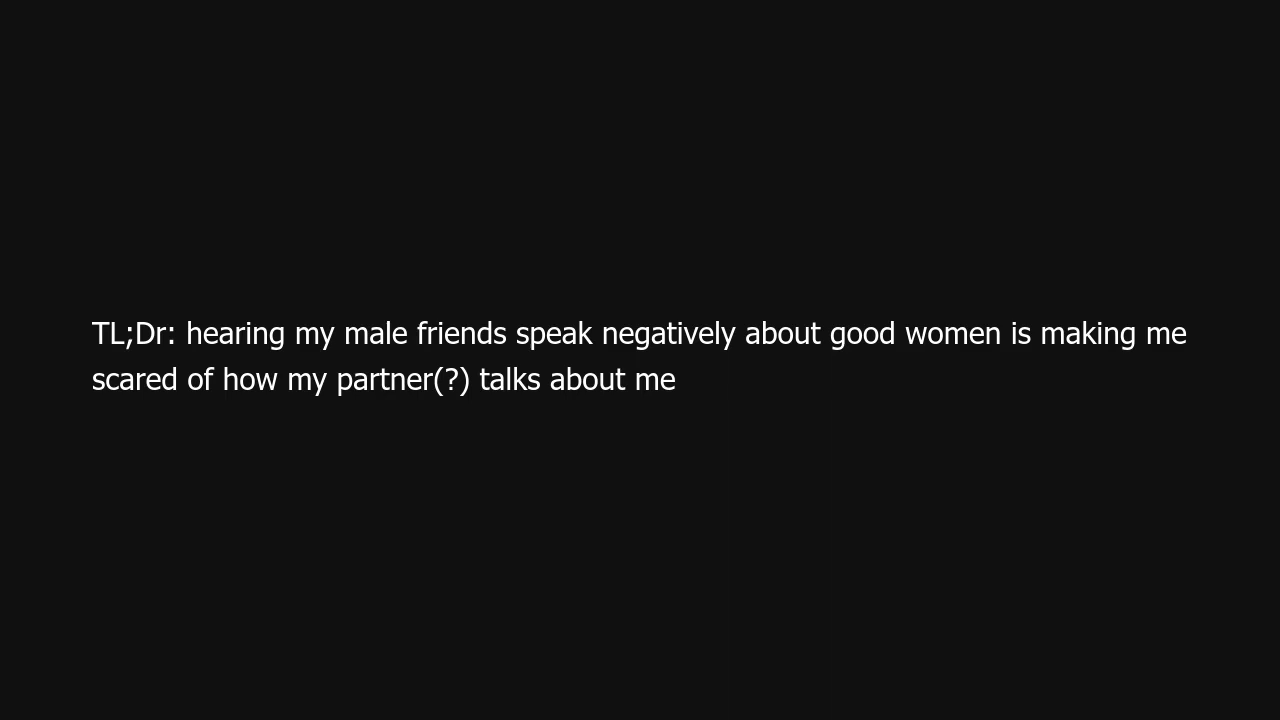 TL;Dr: hearing my male friends speak negatively about good women is making me
scared of how my partner(?) talks about me